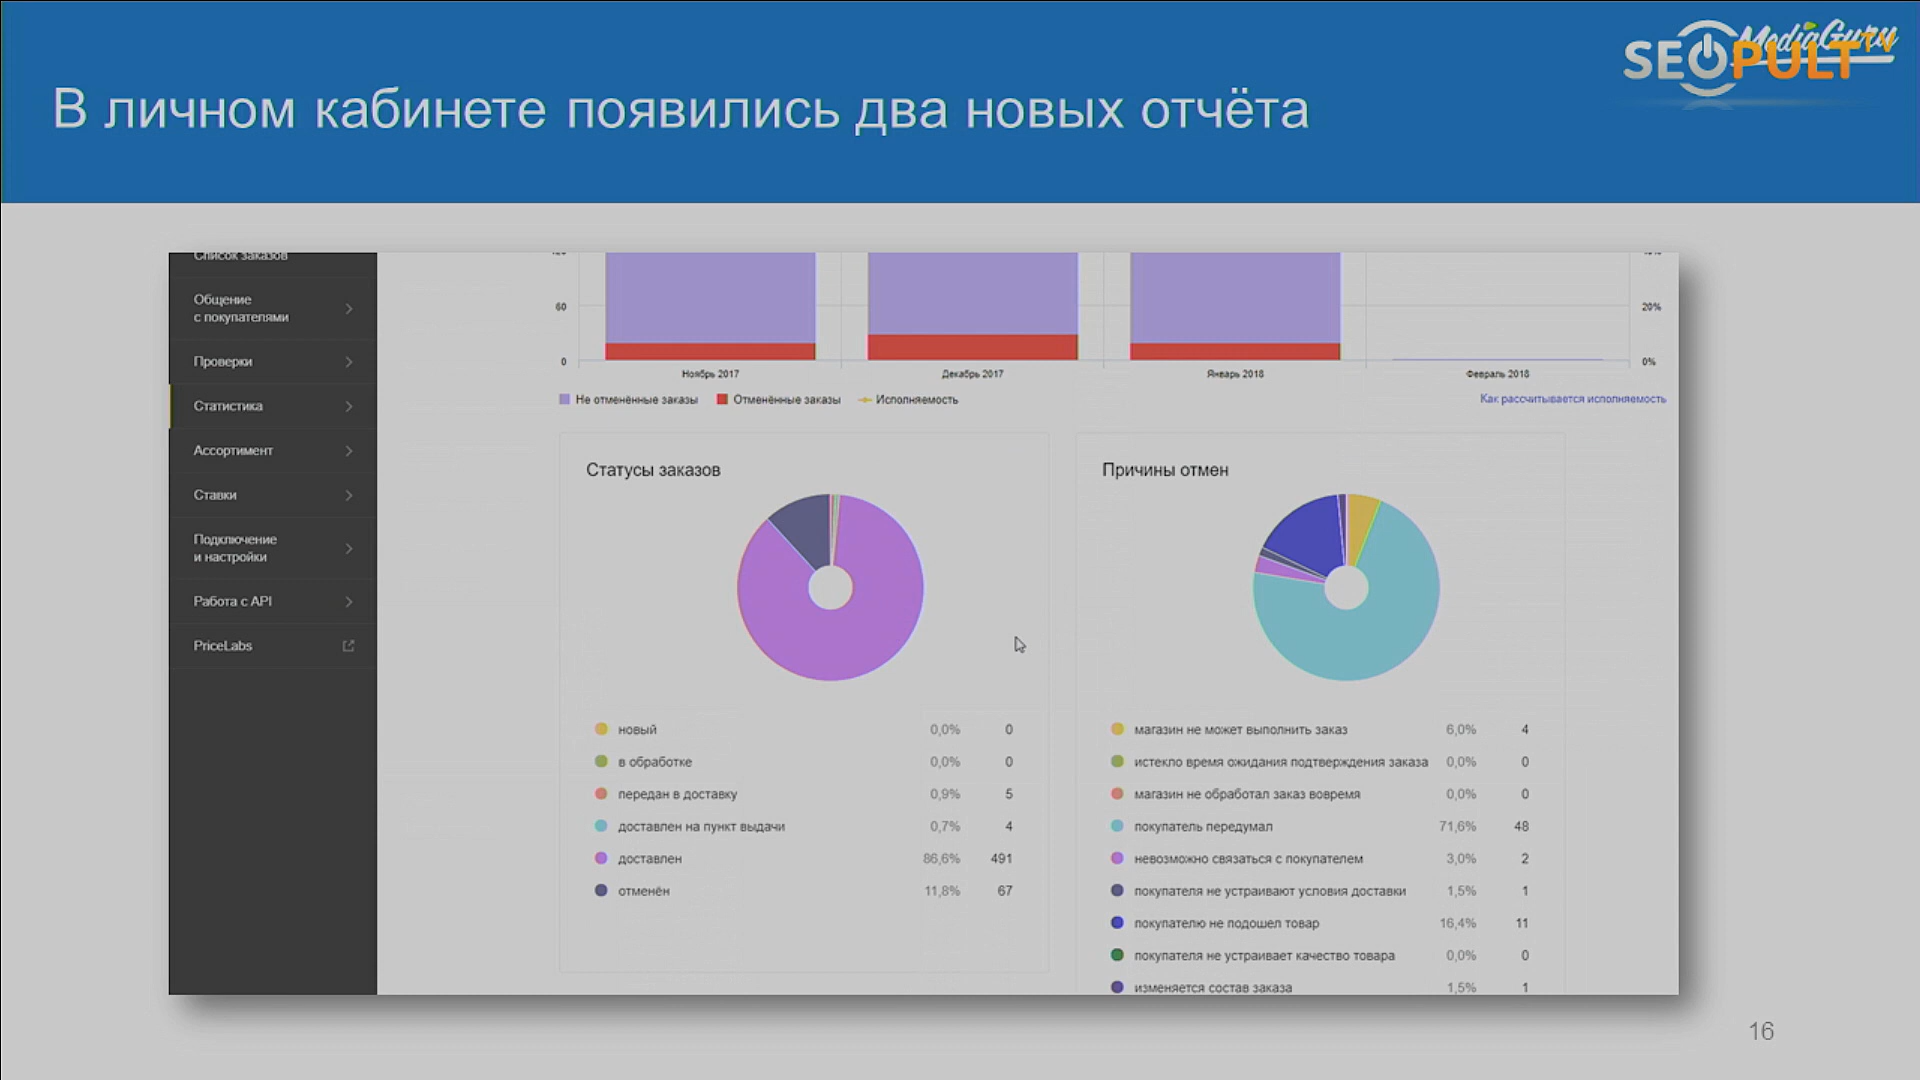 В личном кабинете появились два новых отчёта
SEOPULT TV
MediaGuru
Список заказов
Общение
с покупателями
Проверки
Статистика
Ассортимент
Ставки
Подключение
и настройки
Работа с API
PriceLabs
60
20%
0
0%
Ноябрь 2017
Декабрь 2017
Январь 2018
Февраль 2018
Не отменённые заказы
Отменённые заказы
Исполняемость
Как рассчитывается исполняемость
Статусы заказов
новый 0,0% 0
в обработке 0,0% 0
передан в доставку 0,9% 5
доставлен на пункт выдачи 0,7% 4
доставлен 86,6% 491
отменён 11,8% 67
Причины отмен
магазин не может выполнить заказ 6,0% 4
истекло время ожидания подтверждения заказа 0,0% 0
магазин не обработал заказ вовремя 0,0% 0
покупатель передумал 71,6% 48
невозможно связаться с покупателем 3,0% 2
покупателя не устраивают условия доставки 1,5% 1
покупателю не подошел товар 16,4% 11
покупателя не устраивает качество товара 0,0% 0
изменяется состав заказа 1,5% 1
16